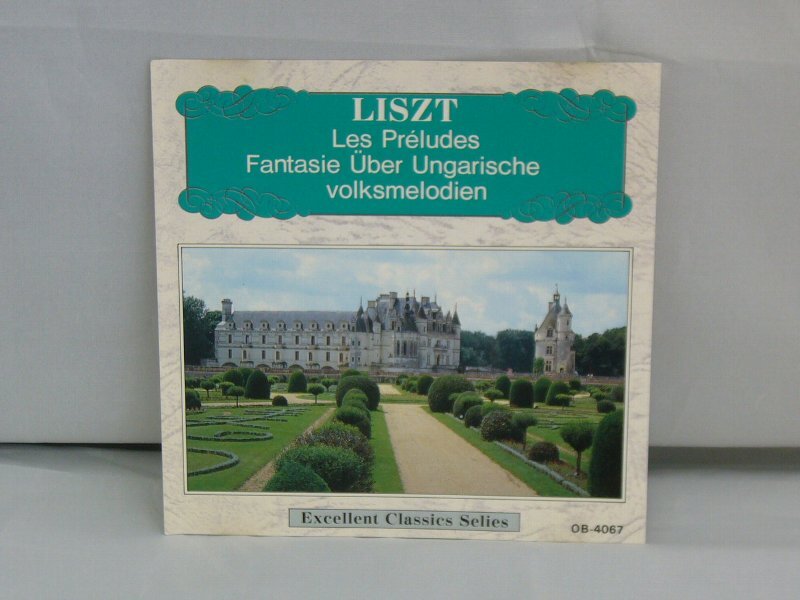 LISZT
Les Préludes
Fantasie Über Ungarische
volksmelodien
Excellent Classics Selies
OB-4067